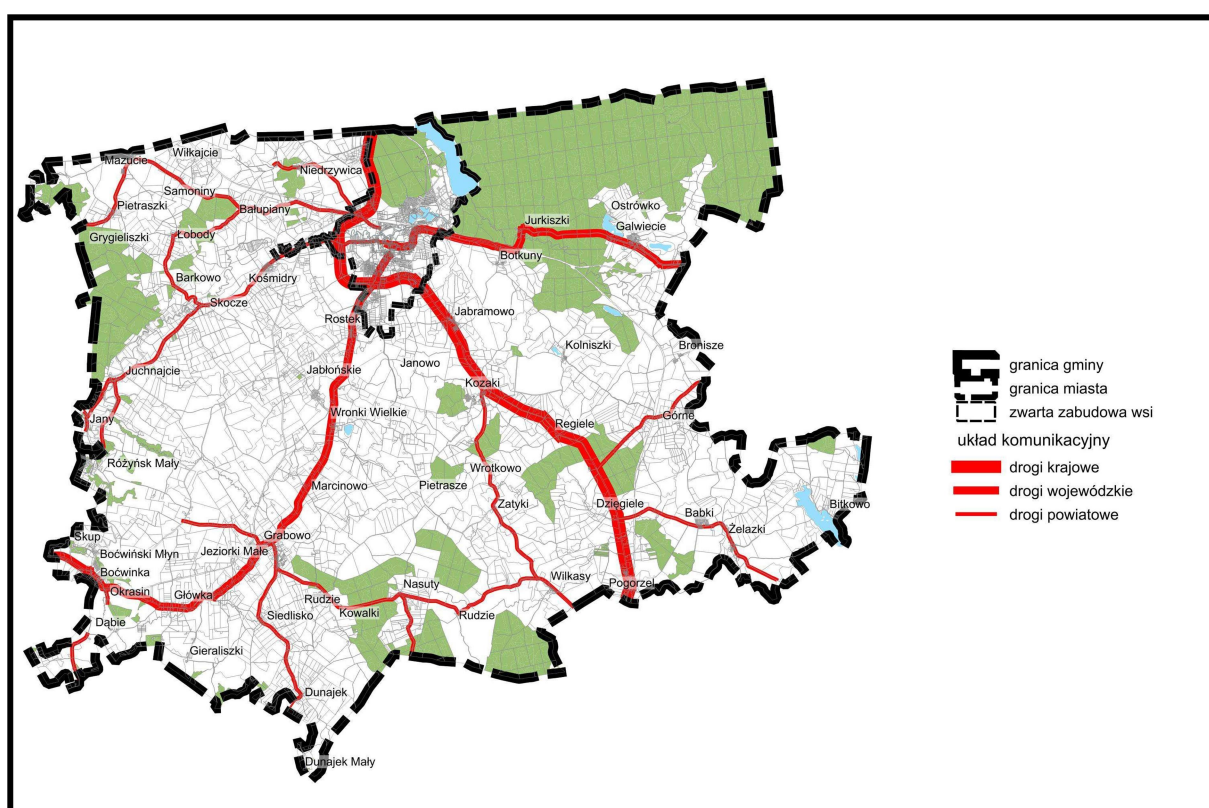 Wiłkajcie
Mazucie
Niedrzywica
Samoniny
Pietraszki
Bałupiany
Ostrówko
Jurkiszki
Galwiecie
Grygieliszki
Łobody
Botkuny
Barkowo
Kośmidry
Skocze
Jabramowo
Rostek
Kolniszki
Bronisze
Janowo
Juchnajcie
Jabłońskie
Kozaki
Wronki Wielkie
Górne
Jany
Regiele
Różyńsk Mały
Wrotkowo
Marcinowo
Pietrasze
Zatyki
Dzięgiele
Bitkowo
Babki
Żelazki
Skup
Grabowo
Boćwiński Młyn
Jeziorki Małe
Boćwinka
Okrasin
Główka
Nasuty
Wilkasy
Pogorzel
Rudzie
Kowalki
Rudzie
Dąbie
Siedlisko
Gieraliszki
Dunajek
Dunajek Mały
granica gminy
granica miasta
zwarta zabudowa wsi
układ komunikacyjny
drogi krajowe
drogi wojewódzkie
drogi powiatowe